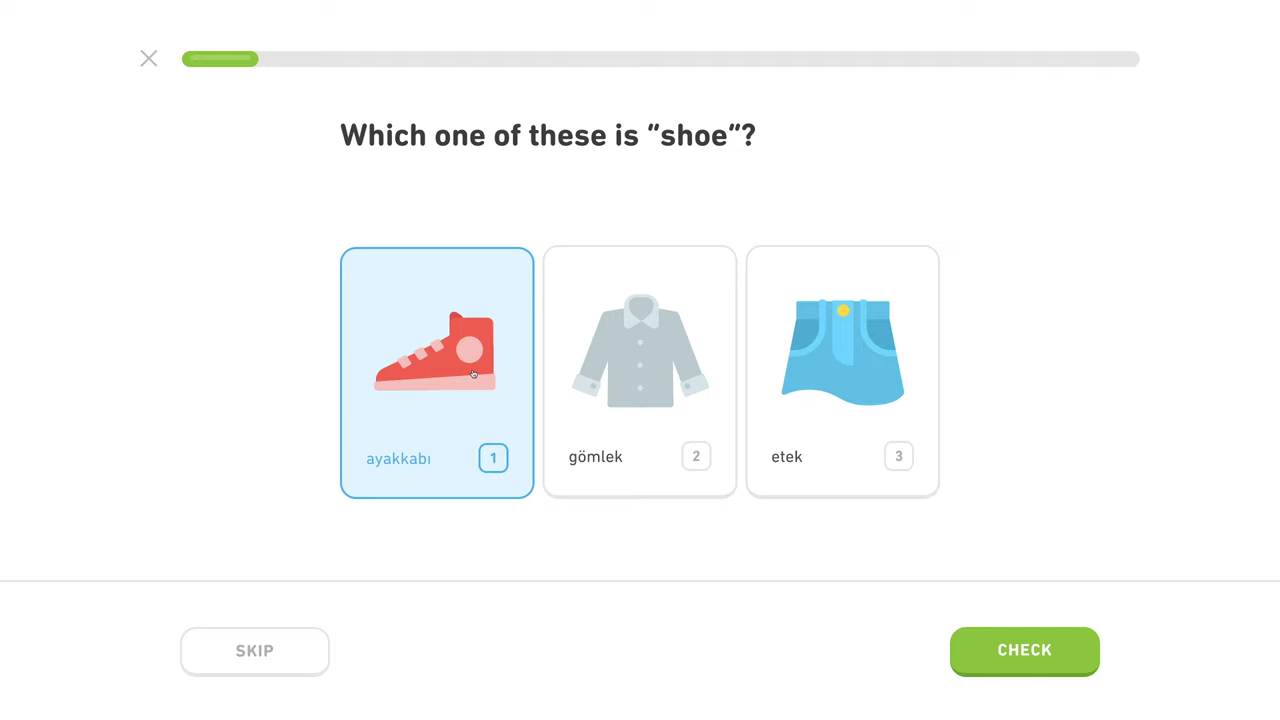 Which one of these is “shoe”?
ayakkabı 1
gömlek 2
etek 3
SKIP
CHECK